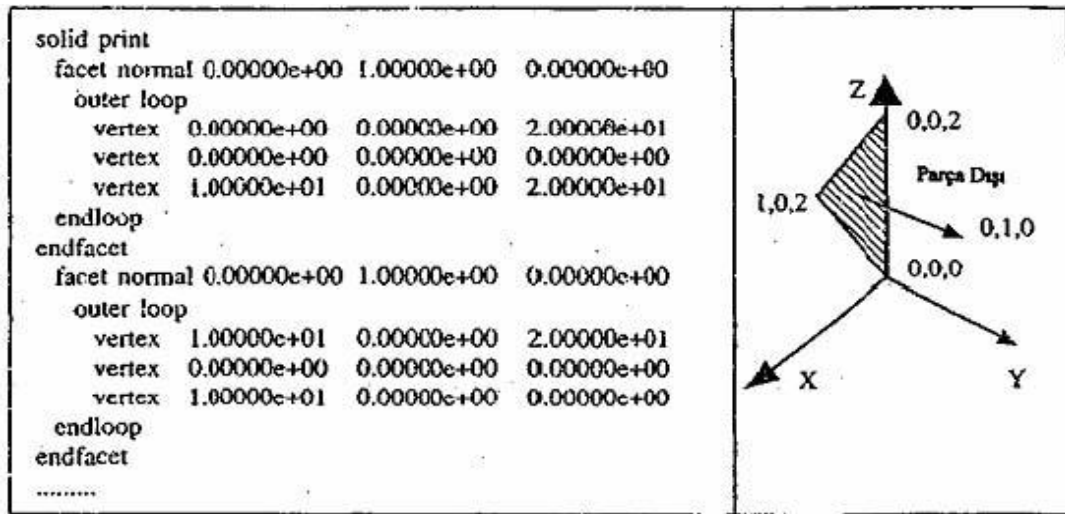 solid print
facet normal 0.00000e+00 1.00000e+00 0.00000e+00
outer loop
vertex 0.00000e+00 0.00000e+00 2.00000e+01
vertex 0.00000e+00 0.00000e+00 0.00000e+00
vertex 1.00000e+01 0.00000e+00 2.00000e+01
endloop
endfacet
facet normal 0.00000e+00 1.00000e+00 0.00000e+00
outer loop
vertex 1.00000e+01 0.00000e+00 2.00000e+01
vertex 0.00000e+00 0.00000e+00 0.00000e+00
vertex 1.00000e+01 0.00000e+00 0.00000e+00
endloop
endfacet
.........
Z
0,0,2
Parça Dışı
1,0,2
0,1,0
0,0,0
X
Y